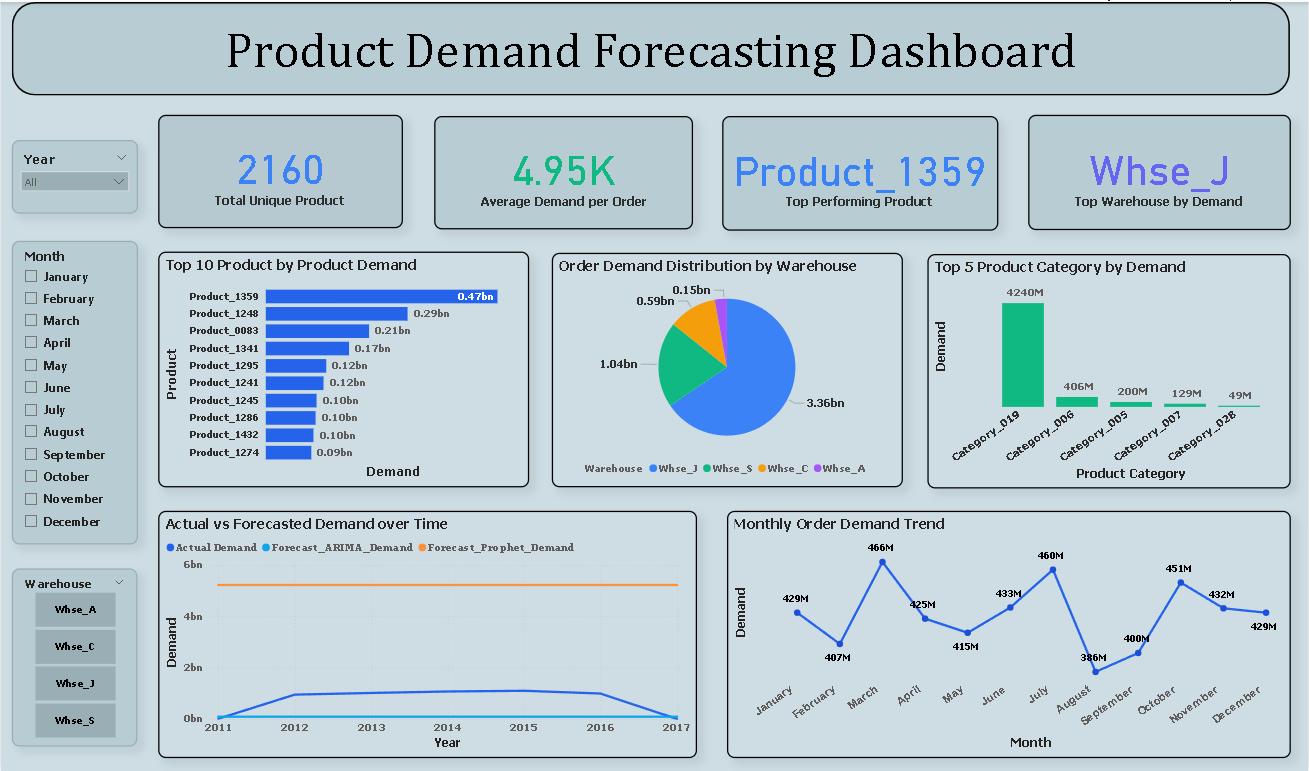 Product Demand Forecasting Dashboard
Year
All
2160
Total Unique Product
4.95K
Average Demand per Order
Product_1359
Top Performing Product
Whse_J
Top Warehouse by Demand
Month
January
February
March
April
May
June
July
August
September
October
November
December
Warehouse
Whse_A
Whse_C
Whse_J
Whse_S
Top 10 Product by Product Demand
Product
Product_1359 0.47bn
Product_1248 0.29bn
Product_0083 0.21bn
Product_1341 0.17bn
Product_1295 0.12bn
Product_1241 0.12bn
Product_1245 0.10bn
Product_1286 0.10bn
Product_1432 0.10bn
Product_1274 0.09bn
Demand
Order Demand Distribution by Warehouse
0.15bn
0.59bn
1.04bn
3.36bn
Warehouse Whse_J Whse_S Whse_C Whse_A
Top 5 Product Category by Demand
Demand
4240M
406M
200M
129M
49M
Category_019
Category_006
Category_005
Category_007
Category_028
Product Category
Actual vs Forecasted Demand over Time
Actual Demand Forecast_ARIMA_Demand Forecast_Prophet_Demand
Demand
6bn
4bn
2bn
0bn
2011 2012 2013 2014 2015 2016 2017
Year
Monthly Order Demand Trend
Demand
429M
407M
466M
425M
415M
433M
460M
386M
400M
451M
432M
429M
January
February
March
April
May
June
July
August
September
October
November
December
Month